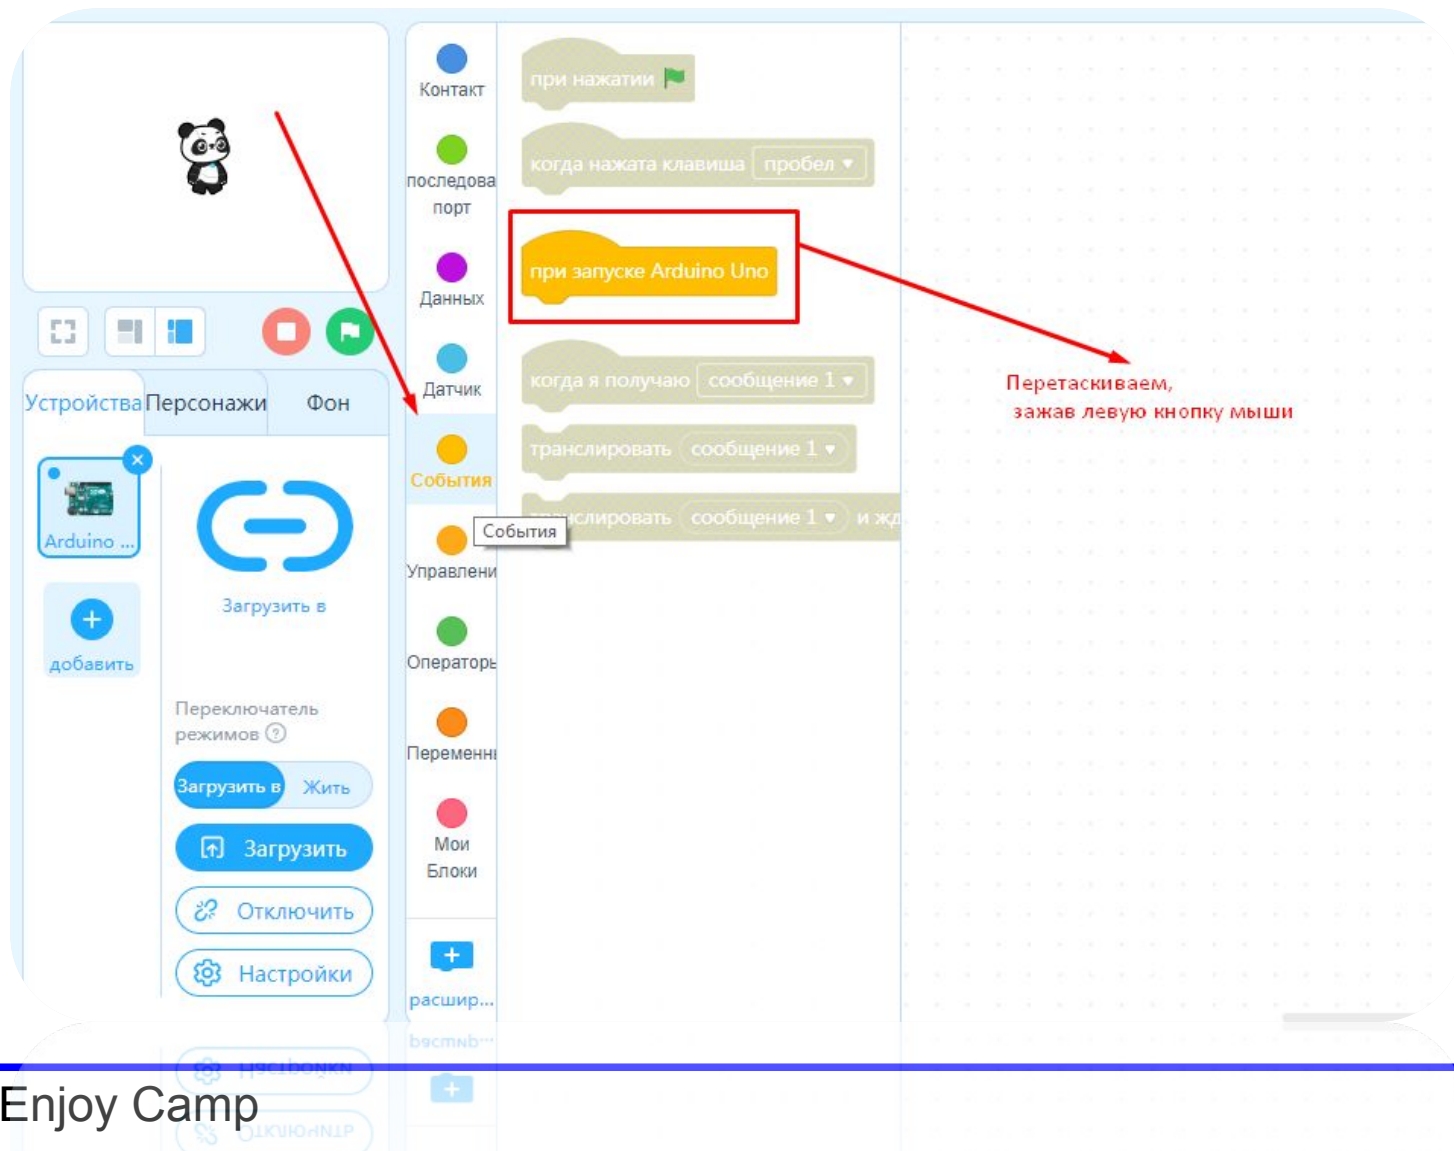 Контакт
последова
порт
Данных
Датчик
События
Управлени
Операторы
Переменны
Мои
Блоки
расшир...
при нажатии
когда нажата клавиша пробел
при запуске Arduino Uno
когда я получаю сообщение 1
транслировать сообщение 1
сообщение 1 и жд
События
Перетаскиваем,
зажав левую кнопку мыши
Устройства Персонажи Фон
Arduino ...
добавить
Загрузить в
Переключатель
режимов ?
Загрузить в Жить
Загрузить
Отключить
Настройки
Enjoy Camp